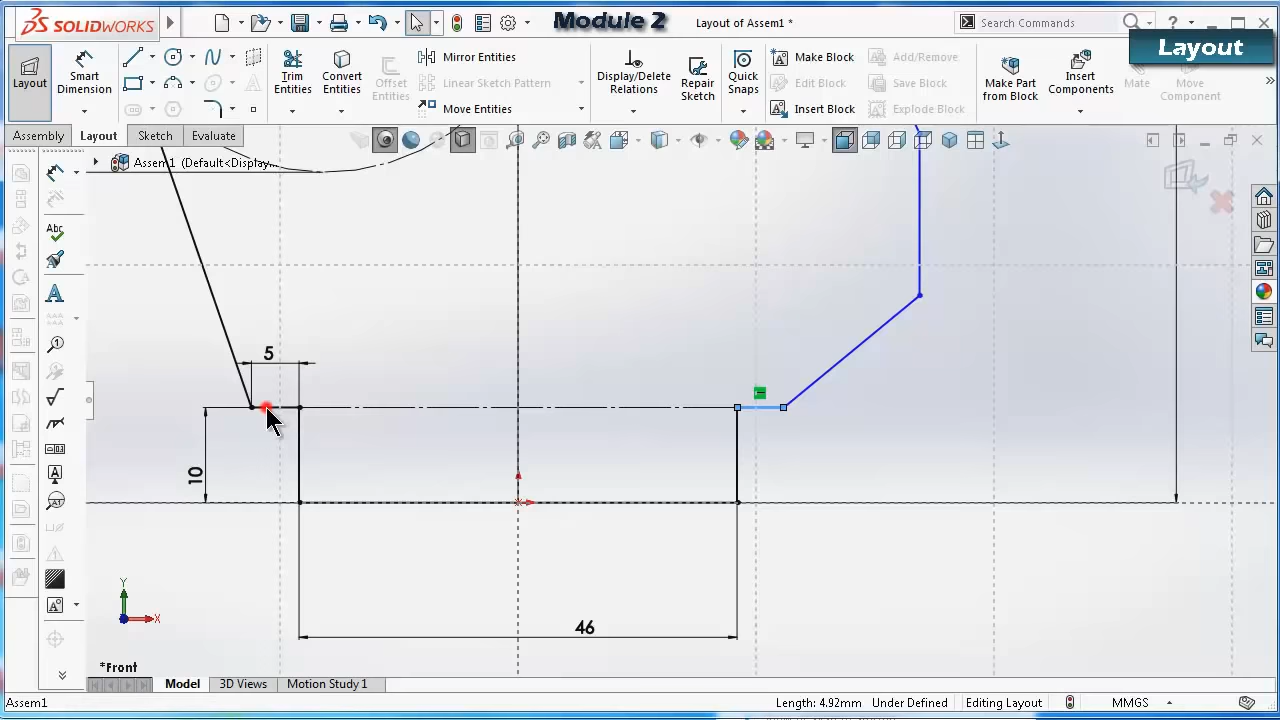 SOLIDWORKS
Module 2
Layout of Assem1 *
Search Commands
?
Layout
Layout
Smart
Dimension
Trim
Entities
Convert
Entities
Offset
Entities
Mirror Entities
Linear Sketch Pattern
Move Entities
Display/Delete
Relations
Repair
Sketch
Quick
Snaps
Make Block
Edit Block
Insert Block
Add/Remove
Save Block
Explode Block
Make Part
from Block
Insert
Components
Mate
Move
Component
Assembly
Layout
Sketch
Evaluate
Assem1 (Default<Display...
Abc
A
5
10
46
Y
X
*Front
Model
3D Views
Motion Study 1
Assem1
Length: 4.92mm
Under Defined
Editing Layout
MMGS